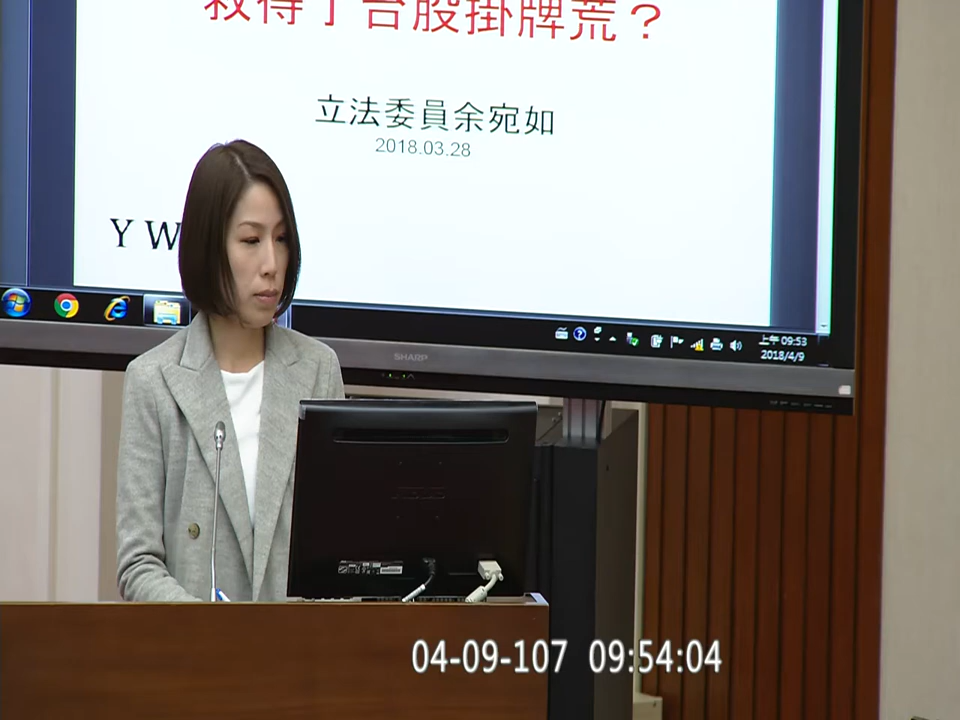 救得了台股掛牌荒？
立法委員余宛如
2018.03.28
Y W
SHARP
上午 09:53
2018/4/9
04-09-107 09:54:04